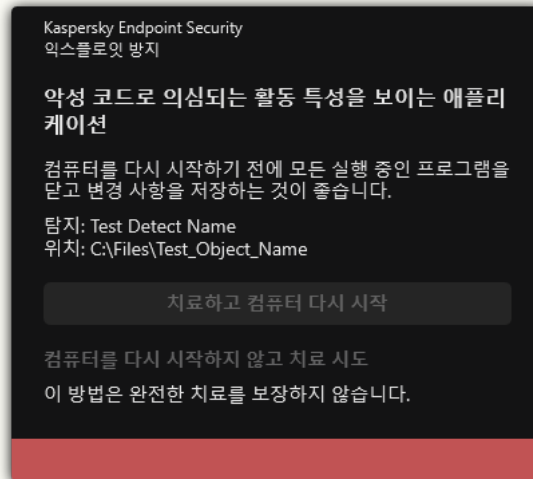 Kaspersky Endpoint Security
익스플로잇 방지
악성 코드로 의심되는 활동 특성을 보이는 애플리
케이션
컴퓨터를 다시 시작하기 전에 모든 실행 중인 프로그램을
닫고 변경 사항을 저장하는 것이 좋습니다.
탐지: Test Detect Name
위치: C:\Files\Test_Object_Name
치료하고 컴퓨터 다시 시작
컴퓨터를 다시 시작하지 않고 치료 시도
이 방법은 완전한 치료를 보장하지 않습니다.